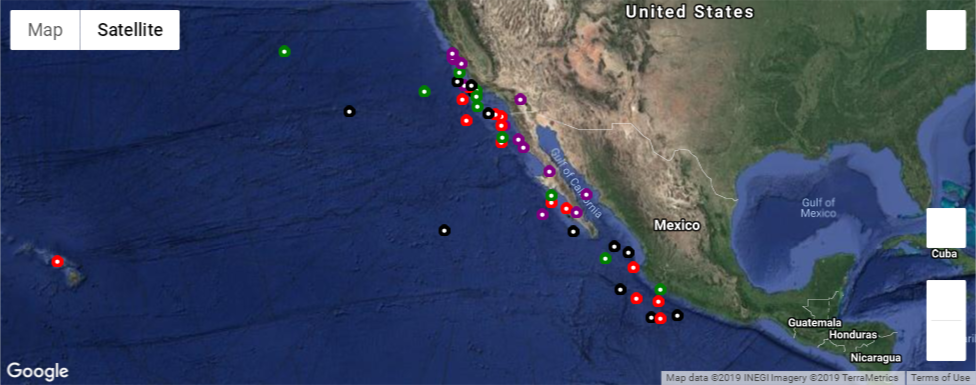 United States
Map
Satellite
Gulf of California
Gulf of
Mexico
Mexico
Cuba
Guatemala
Honduras
Nicaragua
Google
Map data ©2019 INEGI Imagery ©2019 TerraMetrics
Terms of Use